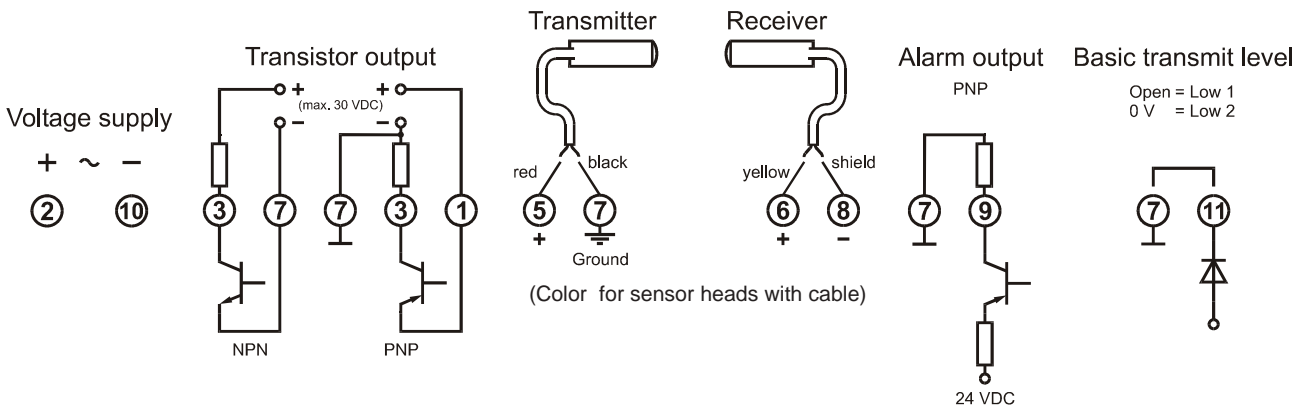 Voltage supply
+ ~ −
2 10
Transistor output
+ +
(max. 30 VDC)
− −
3 7 7 3 1
NPN PNP
Transmitter
red black
5 7
+
Ground
Receiver
yellow shield
6 8
+ −
(Color for sensor heads with cable)
Alarm output
PNP
7 9
24 VDC
Basic transmit level
Open = Low 1
0 V = Low 2
7 11